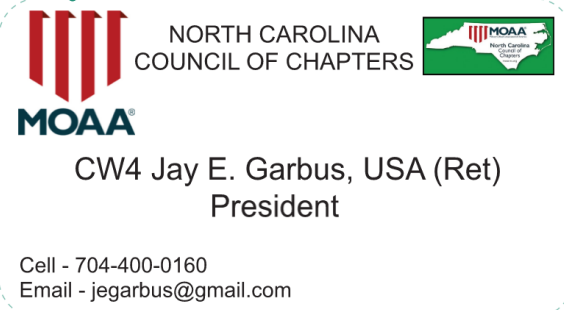 NORTH CAROLINA
COUNCIL OF CHAPTERS
MOAA®
MOAA
North Carolina
Council of
Chapters
CW4 Jay E. Garbus, USA (Ret)
President
Cell - 704-400-0160
Email - jegarbus@gmail.com